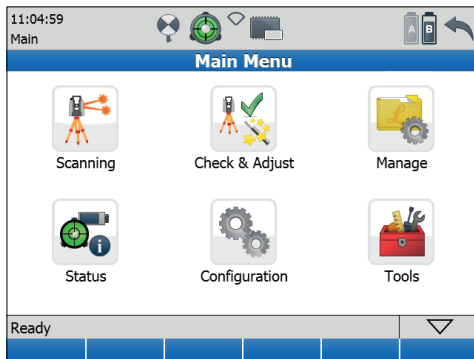 11:04:59
Main
A B
Main Menu
Scanning Check & Adjust Manage
Status Configuration Tools
Ready